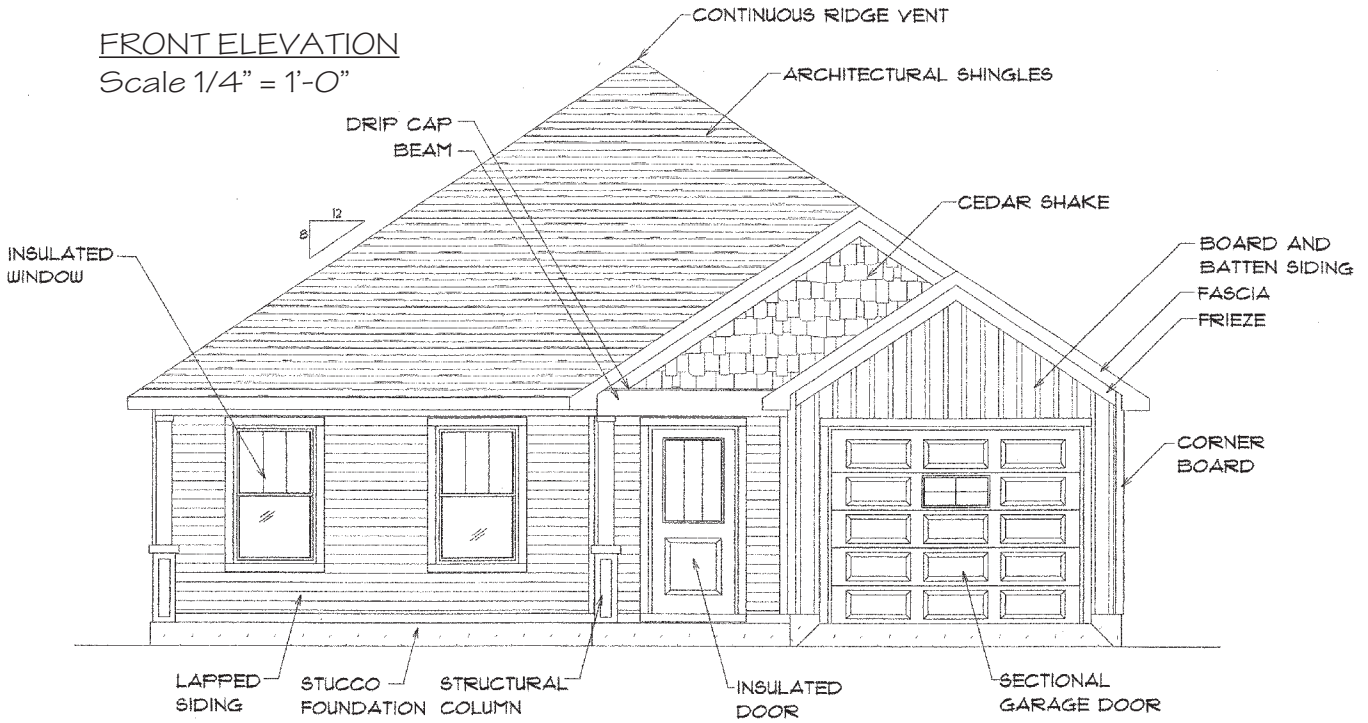 CONTINUOUS RIDGE VENT
FRONT ELEVATION
Scale 1/4" = 1'-0"
ARCHITECTURAL SHINGLES
DRIP CAP
BEAM
CEDAR SHAKE
12
8
INSULATED
WINDOW
BOARD AND
BATTEN SIDING
FASCIA
FRIEZE
CORNER
BOARD
LAPPED
SIDING
STUCCO
FOUNDATION
STRUCTURAL
COLUMN
INSULATED
DOOR
SECTIONAL
GARAGE DOOR